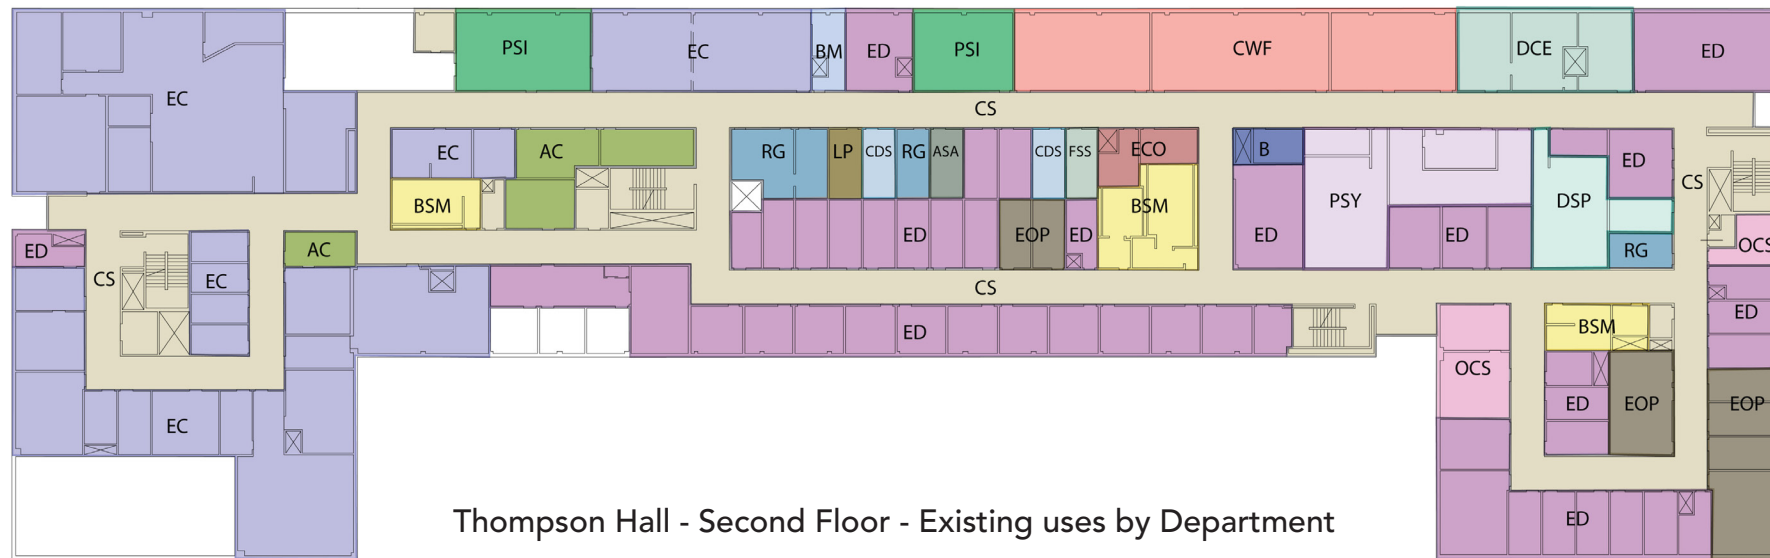 PSI
EC
BM
ED
PSI
CWF
DCE
ED
EC
CS
EC
AC
RG
LP
CDS
RG
ASA
CDS
FSS
ECO
B
ED
BSM
BSM
PSY
DSP
CS
ED
EOP
ED
ED
ED
RG
OCS
ED
AC
CS
EC
CS
ED
BSM
ED
OCS
ED
EOP
EOP
EC
Thompson Hall - Second Floor - Existing uses by Department
ED